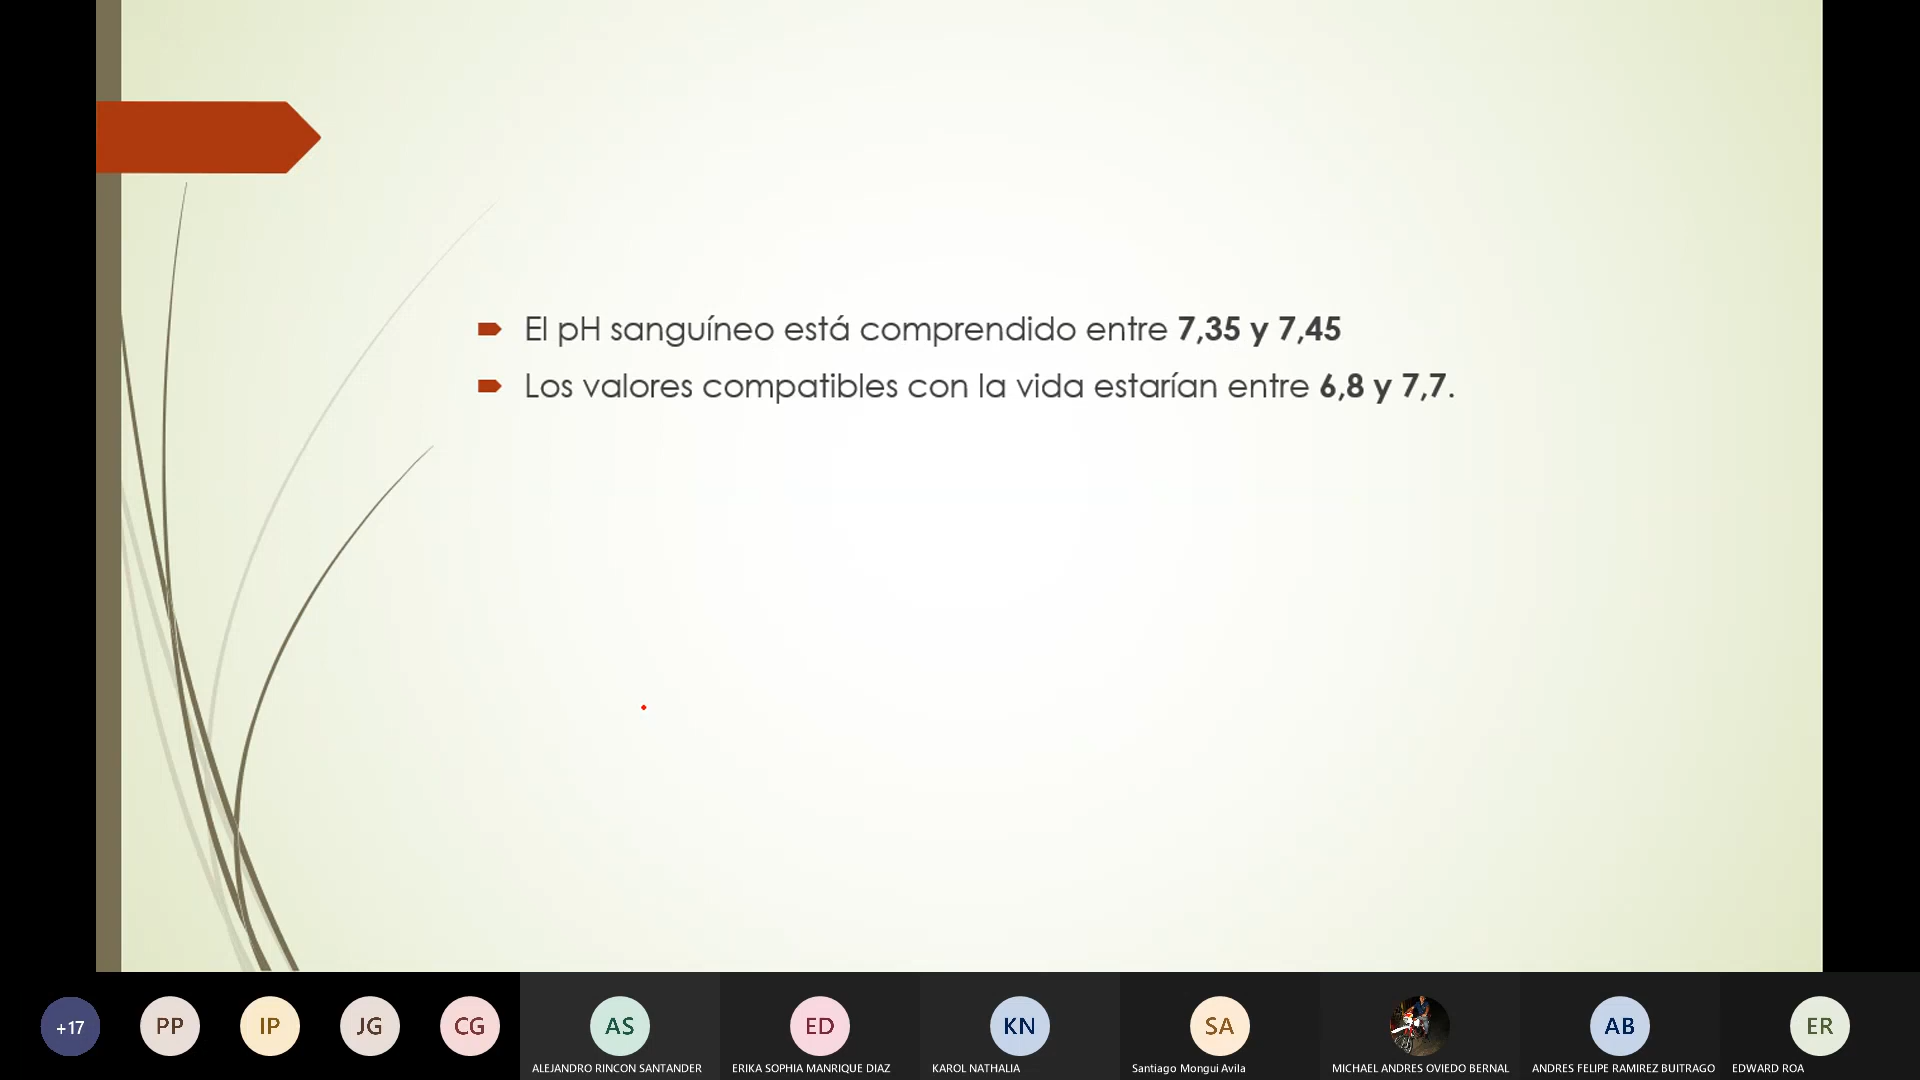 El pH sanguíneo está comprendido entre 7,35 y 7,45
Los valores compatibles con la vida estarían entre 6,8 y 7,7.
+17
PP
IP
JG
CG
AS
ED
KN
SA
AB
ER
ALEJANDRO RINCON SANTANDER
ERIKA SOPHIA MANRIQUE DIAZ
KAROL NATHALIA
Santiago Mongui Avila
MICHAEL ANDRES OVIEDO BERNAL
ANDRES FELIPE RAMIREZ BUITRAGO
EDWARD ROA